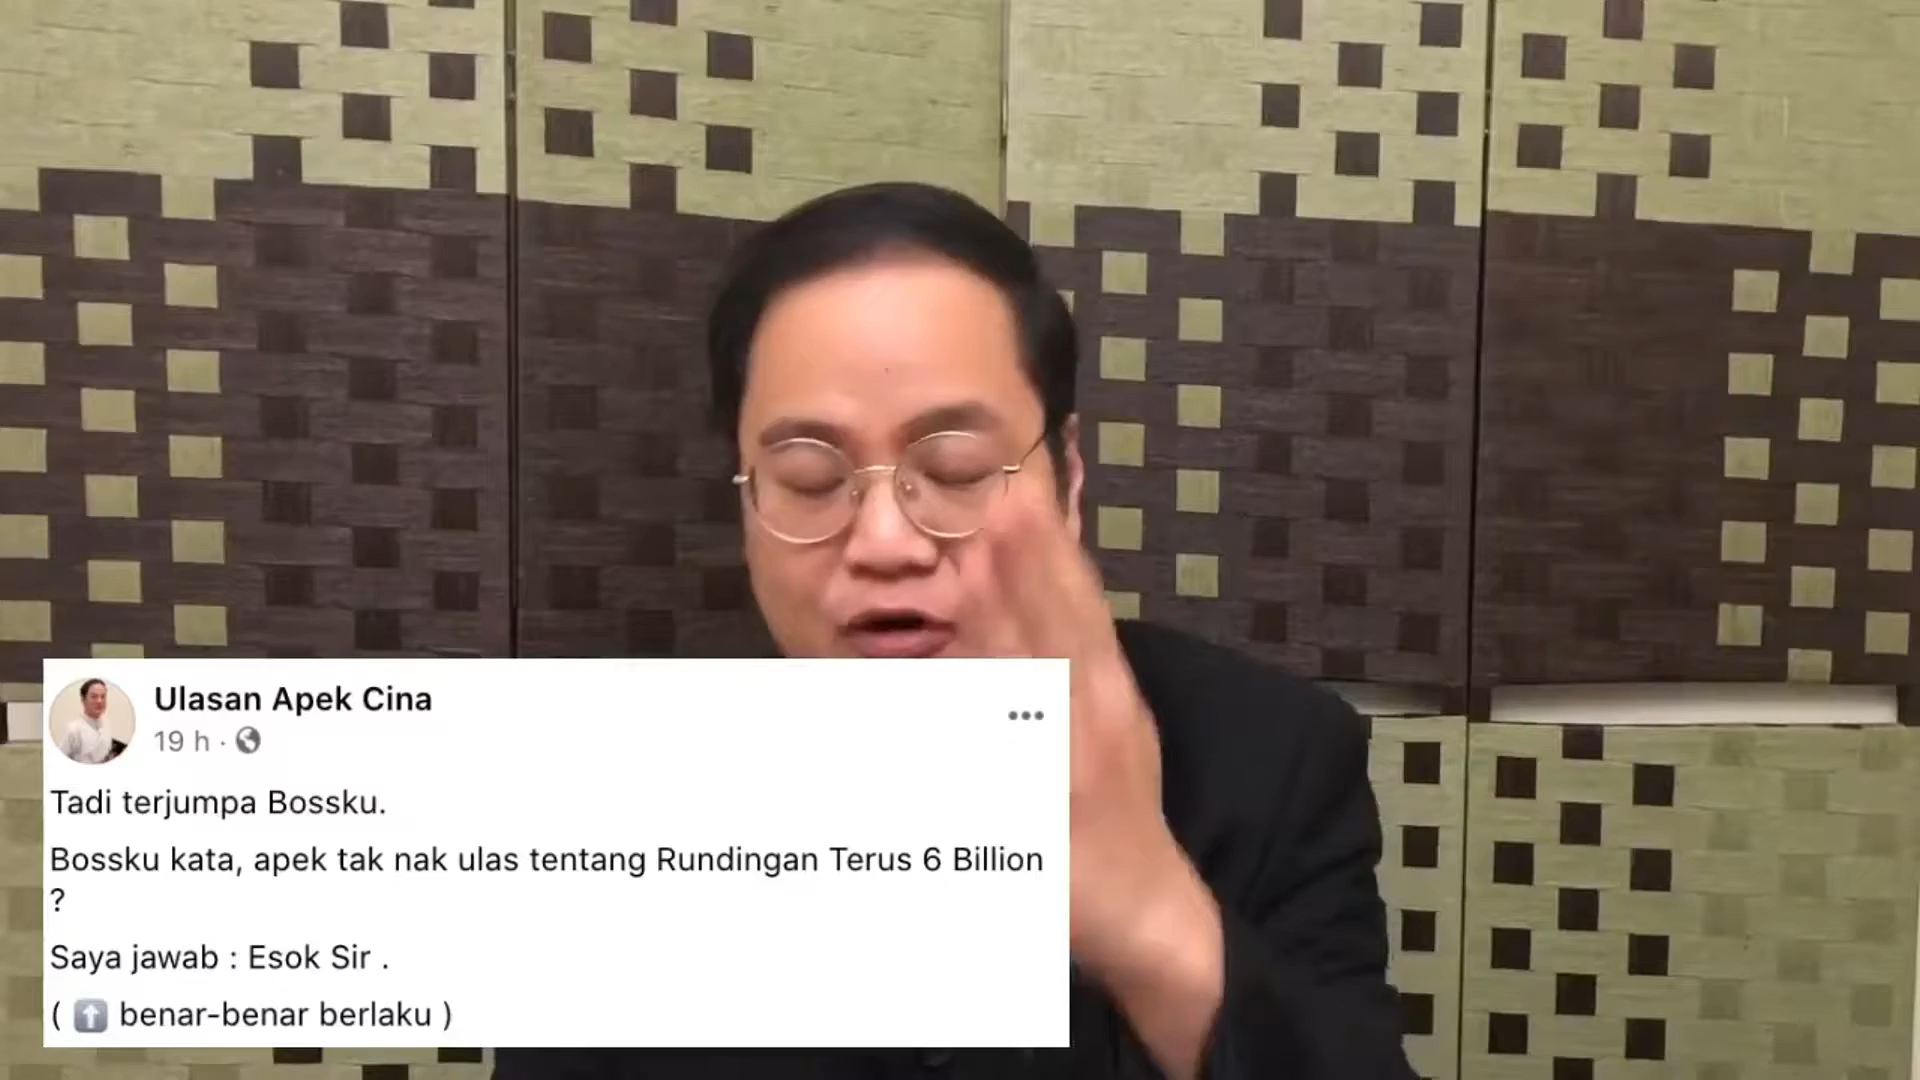 Ulasan Apek Cina
19 h ·
Tadi terjumpa Bossku.
Bossku kata, apek tak nak ulas tentang Rundingan Terus 6 Billion
?
Saya jawab : Esok Sir .
( ⬆️ benar-benar berlaku )